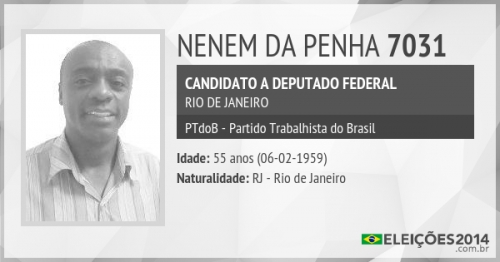 NENEM DA PENHA 7031
CANDIDATO A DEPUTADO FEDERAL
RIO DE JANEIRO
PTdoB - Partido Trabalhista do Brasil
Idade: 55 anos (06-02-1959)
Naturalidade: RJ - Rio de Janeiro
ELEIÇÕES2014
.com.br